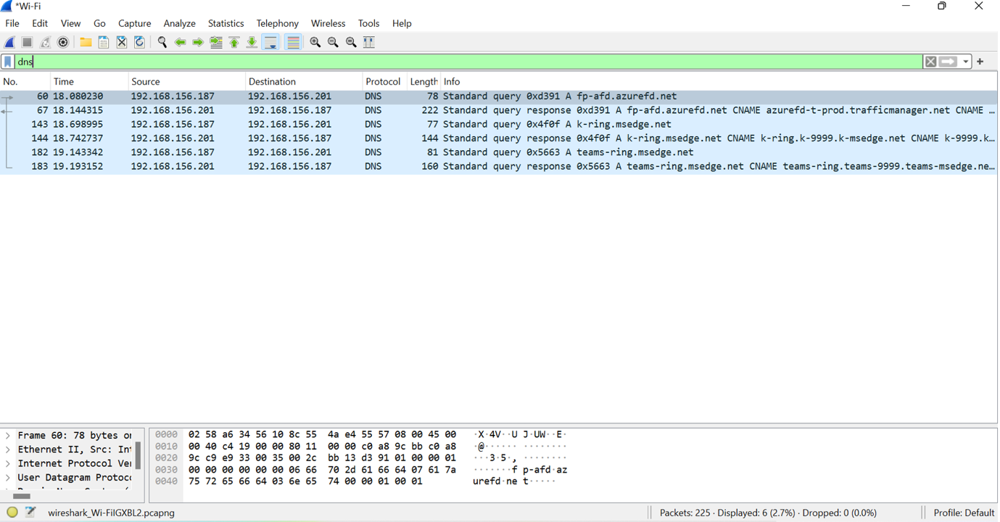 *Wi-Fi
File Edit View Go Capture Analyze Statistics Telephony Wireless Tools Help
dns
No. Time Source Destination Protocol Length Info
60 18.080230 192.168.156.187 192.168.156.201 DNS 78 Standard query 0xd391 A fp-afd.azurefd.net
67 18.144315 192.168.156.201 192.168.156.187 DNS 222 Standard query response 0xd391 A fp-afd.azurefd.net CNAME azurefd-t-prod.trafficmanager.net CNAME …
143 18.698995 192.168.156.187 192.168.156.201 DNS 77 Standard query 0x4f0f A k-ring.msedge.net
144 18.742737 192.168.156.201 192.168.156.187 DNS 144 Standard query response 0x4f0f A k-ring.msedge.net CNAME k-ring.k-9999.k-msedge.net CNAME k-9999.k…
182 19.143342 192.168.156.187 192.168.156.201 DNS 81 Standard query 0x5663 A teams-ring.msedge.net
183 19.193152 192.168.156.201 192.168.156.187 DNS 160 Standard query response 0x5663 A teams-ring.msedge.net CNAME teams-ring.teams-9999.teams-msedge.ne…
Frame 60: 78 bytes on
Ethernet II, Src: Int
Internet Protocol Ver
User Datagram Protoco
0000 02 58 a6 34 56 10 8c 55 4a e4 55 57 08 00 45 00 ·X·4V··U J·UW··E·
0010 00 40 c4 19 00 00 80 11 00 00 c0 a8 9c bb c0 a8 ·@······ ········
0020 9c c9 e9 33 00 35 00 2c bb 13 d3 91 01 00 00 01 ···3·5·, ········
0030 00 00 00 00 00 00 06 66 70 2d 61 66 64 07 61 7a ·······f p-afd·az
0040 75 72 65 66 64 03 6e 65 74 00 00 01 00 01 urefd·ne t·····
wireshark_Wi-FiIGXBL2.pcapng
Packets: 225 · Displayed: 6 (2.7%) · Dropped: 0 (0.0%)
Profile: Default